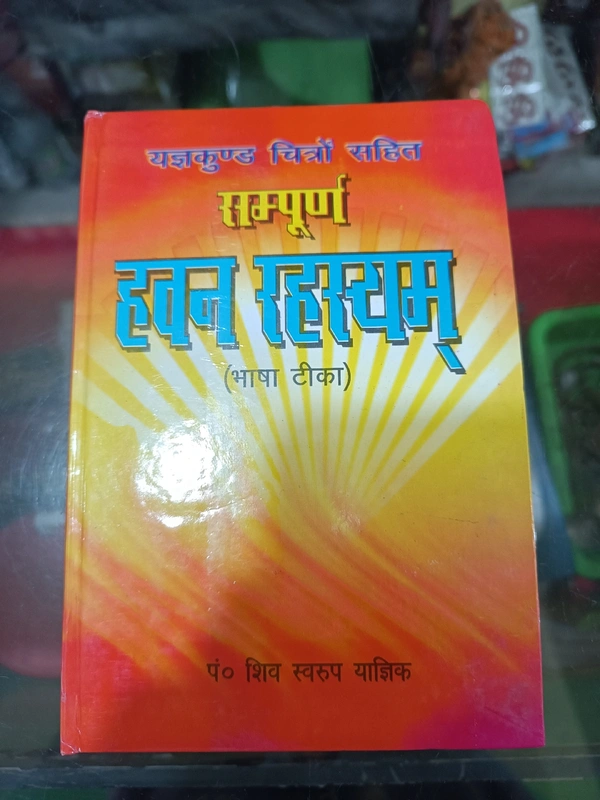 यज्ञकुण्ड चित्रों सहित
सम्पूर्ण
हवन रहस्यम्
(भाषा टीका)
पं० शिव स्वरुप याज्ञिक